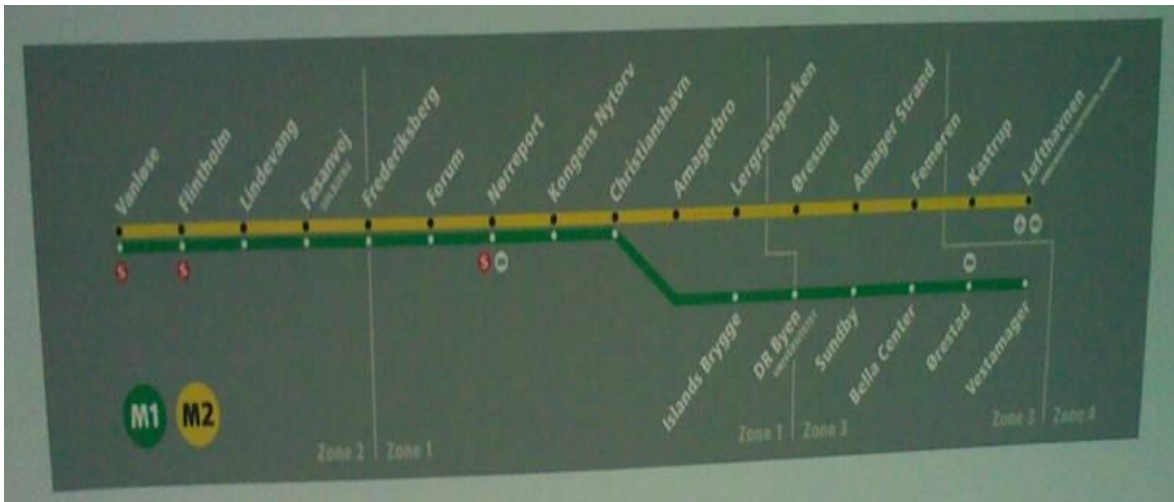 Vanløse
Flintholm
Lindevang
Fasanvej
Frederiksberg
Forum
Nørreport
Kongens Nytorv
Christianshavn
Amagerbro
Lergravsparken
Øresund
Amager Strand
Femøren
Kastrup
Lufthavnen
S
S
S
Islands Brygge
DR Byen
UNIVERSITETET
Sundby
Bella Center
Ørestad
Vestamager
M1 M2
Zone 2 Zone 1
Zone 1 Zone 3
Zone 3 Zone 4